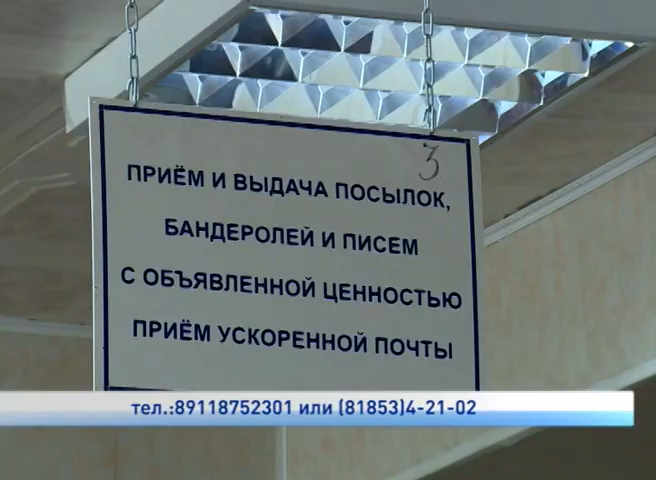 3
ПРИЁМ И ВЫДАЧА ПОСЫЛОК,
БАНДЕРОЛЕЙ И ПИСЕМ
С ОБЪЯВЛЕННОЙ ЦЕННОСТЬЮ
ПРИЁМ УСКОРЕННОЙ ПОЧТЫ
тел.:89118752301 или (81853)4-21-02